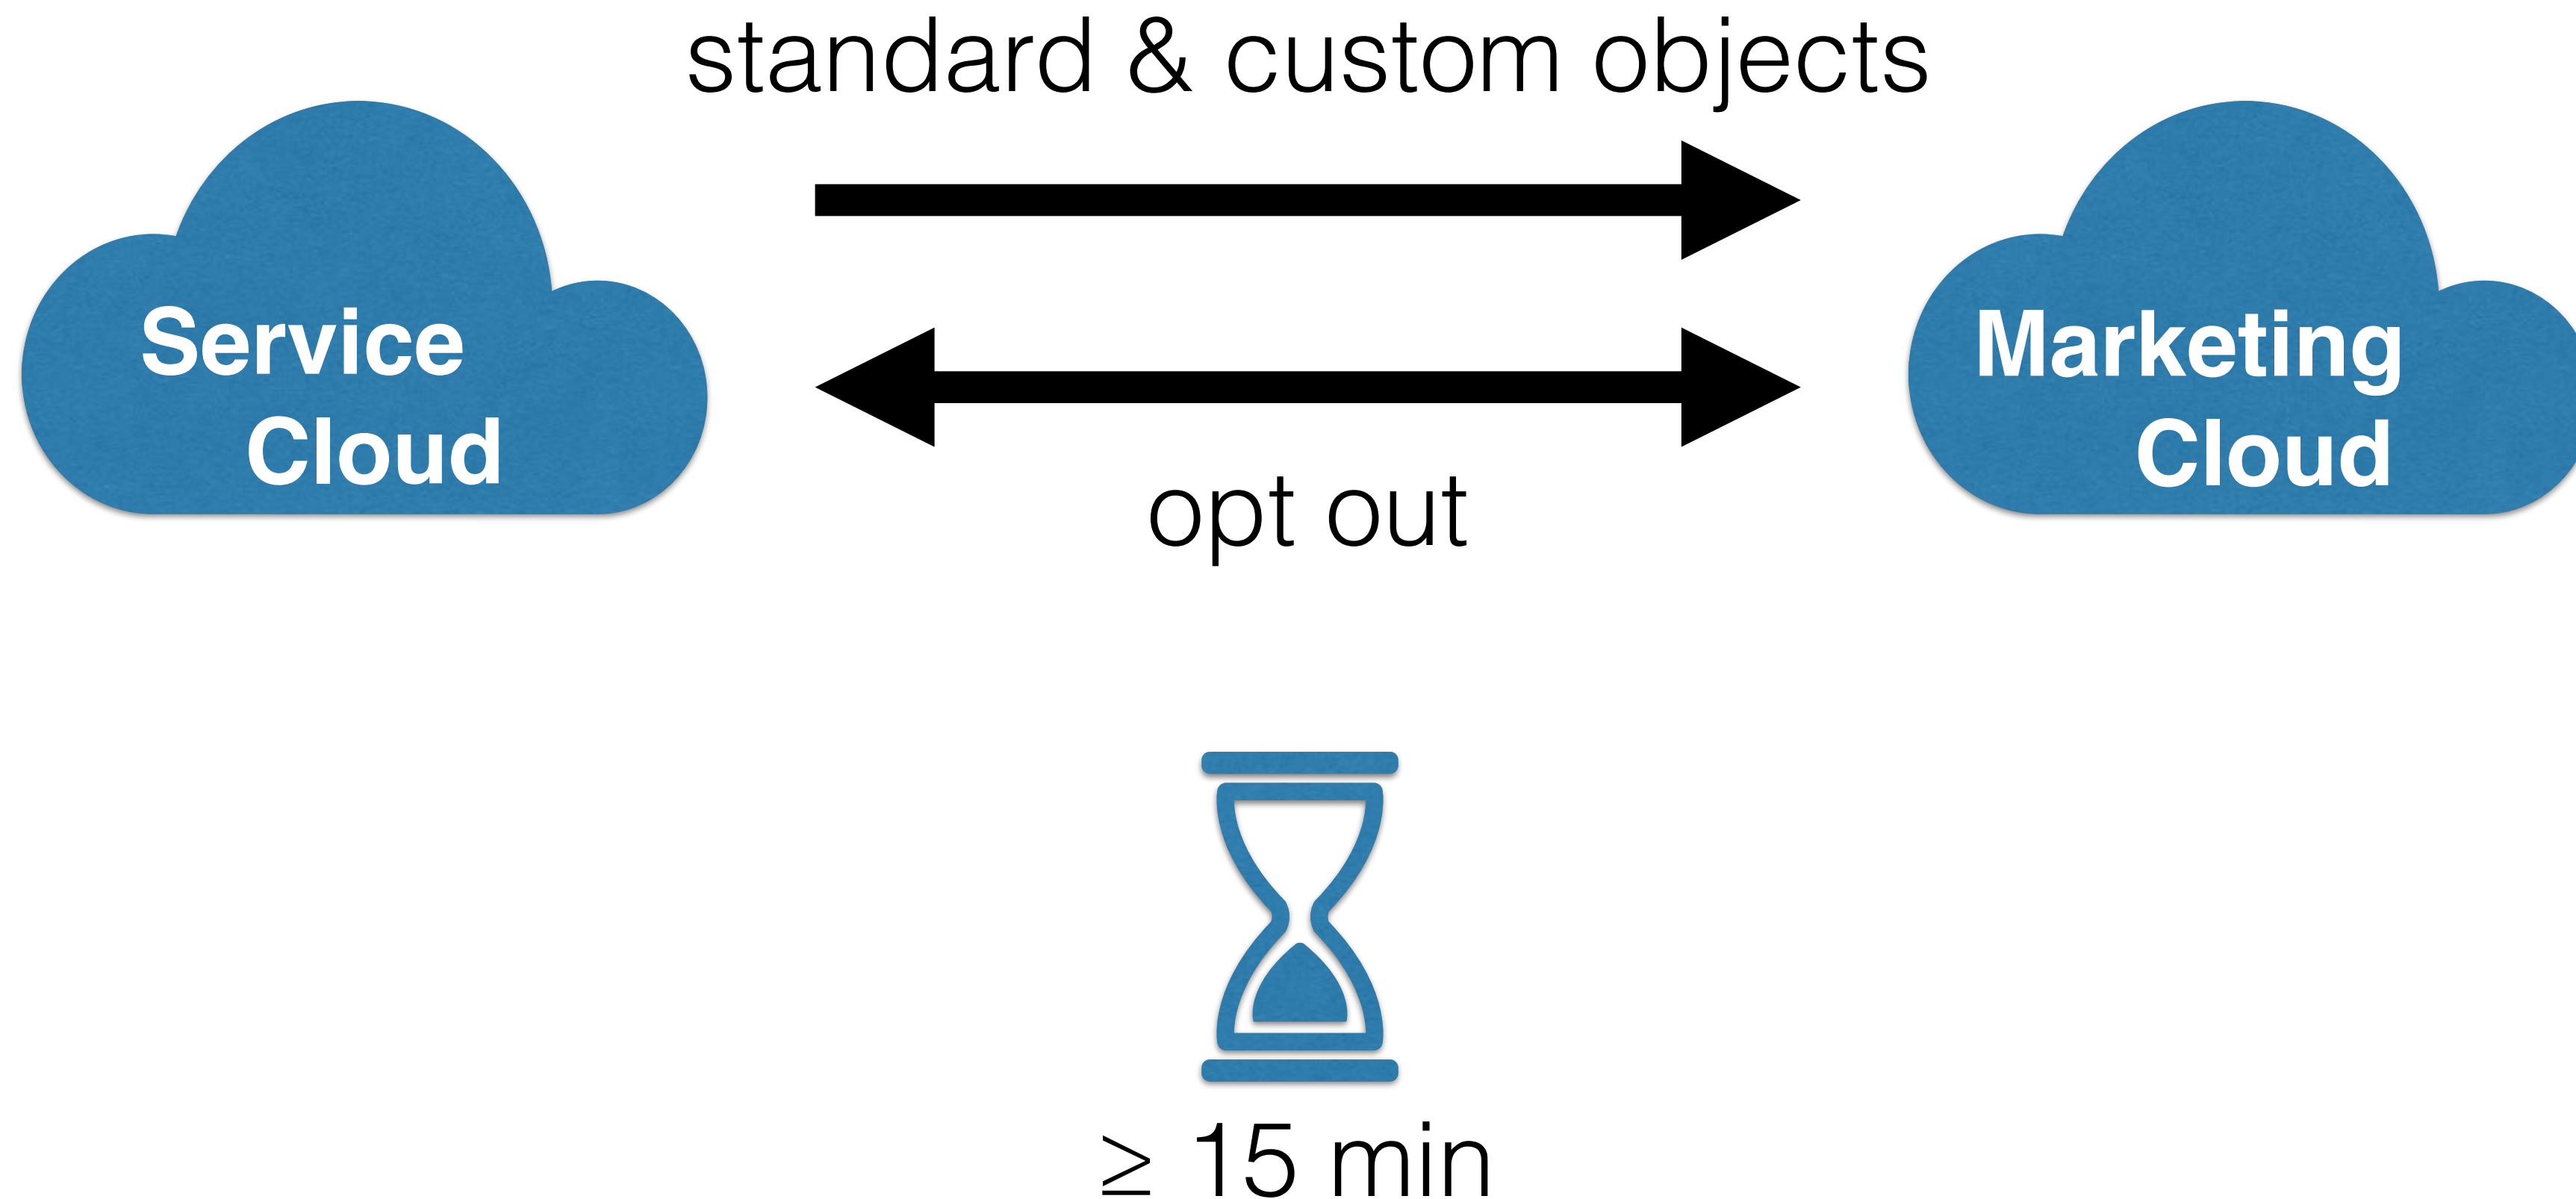 standard & custom objects
Service
Cloud
Marketing
Cloud
opt out
≥ 15 min